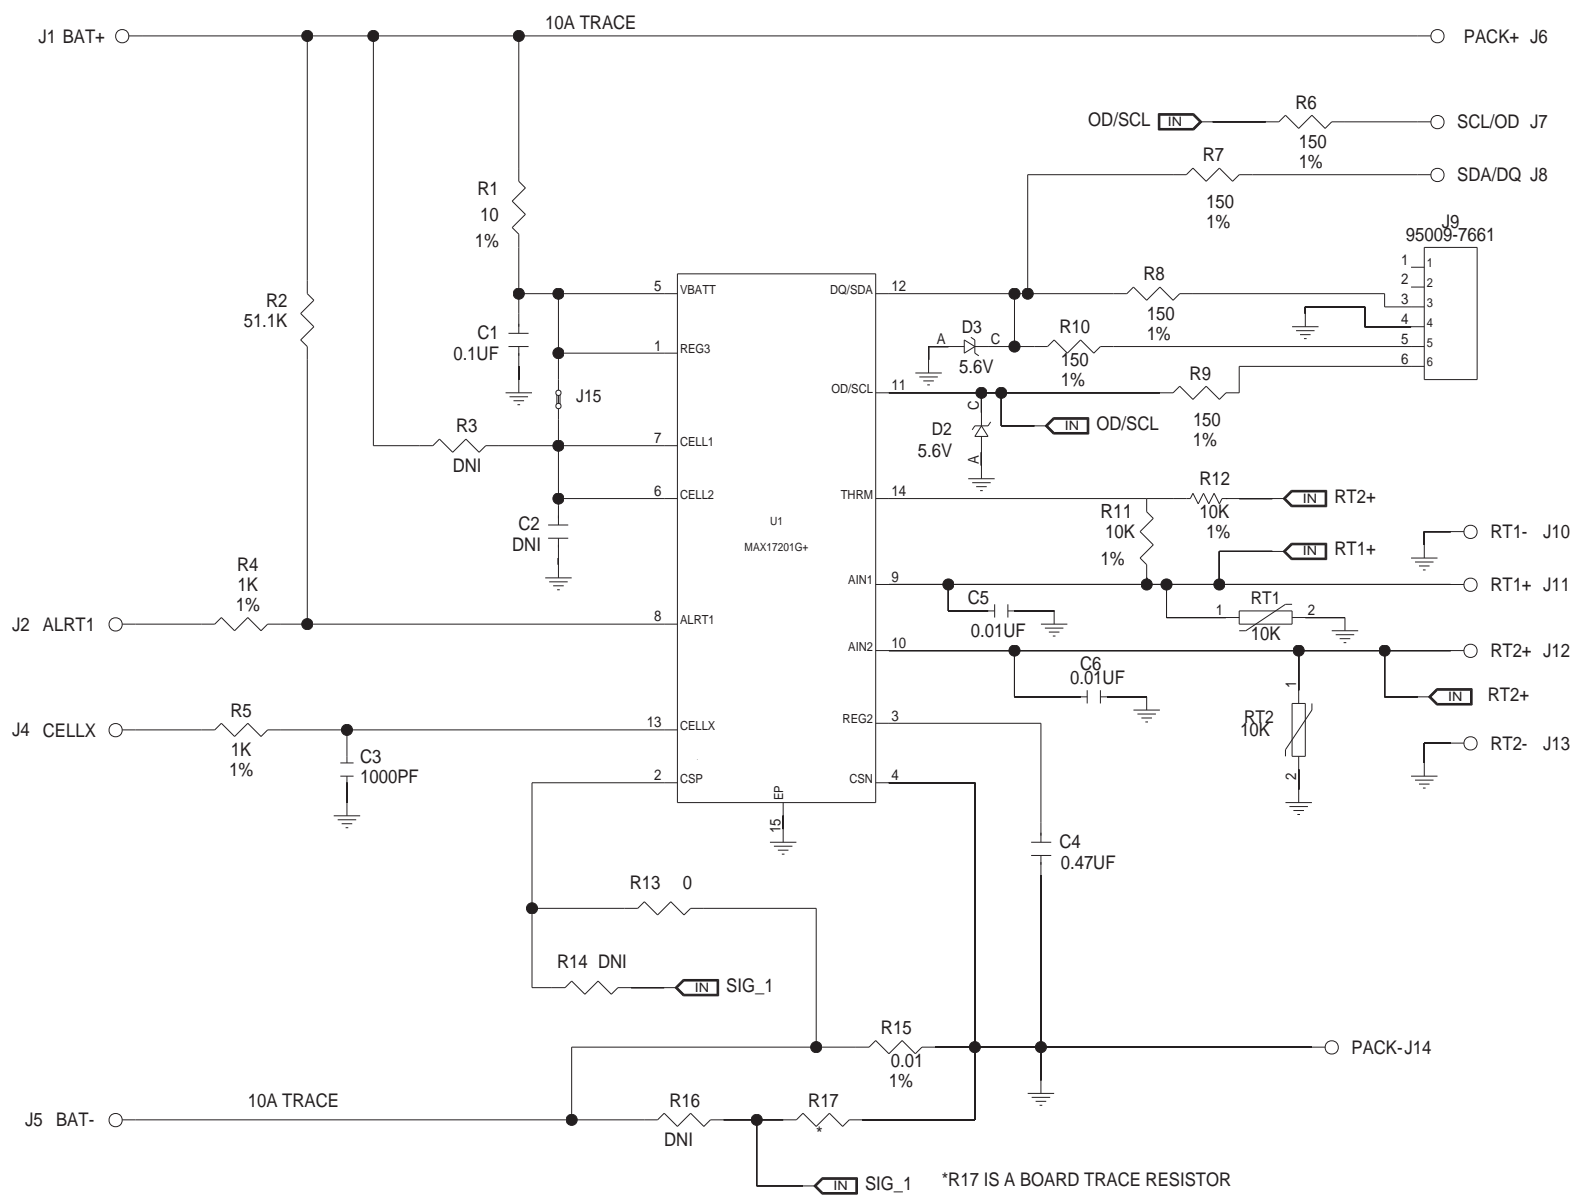 10A TRACE
J1 BAT+
PACK+ J6
OD/SCL IN
R6
150
1%
SCL/OD J7
R7
150
1%
SDA/DQ J8
R1
10
1%
J9
95009-7661
1 1
2 2
3 3
4 4
5 5
6 6
R2
51.1K
5 VBATT
DQ/SDA 12
R8
150
1%
C1
0.1UF
1 REG3
A D3 C
5.6V
R10
150
1%
J15
OD/SCL 11
R9
150
1%
C
D2
5.6V
A
IN OD/SCL
R3
DNI
7 CELL1
6 CELL2
THRM 14
R12
10K
1%
IN RT2+
C2
DNI
U1
MAX17201G+
R11
10K
1%
IN RT1+
RT1- J10
R4
1K
1%
AIN1 9
RT1+ J11
C5
0.01UF
1 RT1 2
10K
J2 ALRT1
8 ALRT1
AIN2 10
RT2+ J12
C6
0.01UF
1
RT2
10K
2
IN RT2+
J4 CELLX
R5
1K
1%
13 CELLX
REG2 3
RT2- J13
C3
1000PF
2 CSP
CSN 4
EP
15
C4
0.47UF
R13 0
R14 DNI
IN SIG_1
R15
0.01
1%
PACK-J14
J5 BAT-
10A TRACE
R16
DNI
R17
*
IN SIG_1
*R17 IS A BOARD TRACE RESISTOR